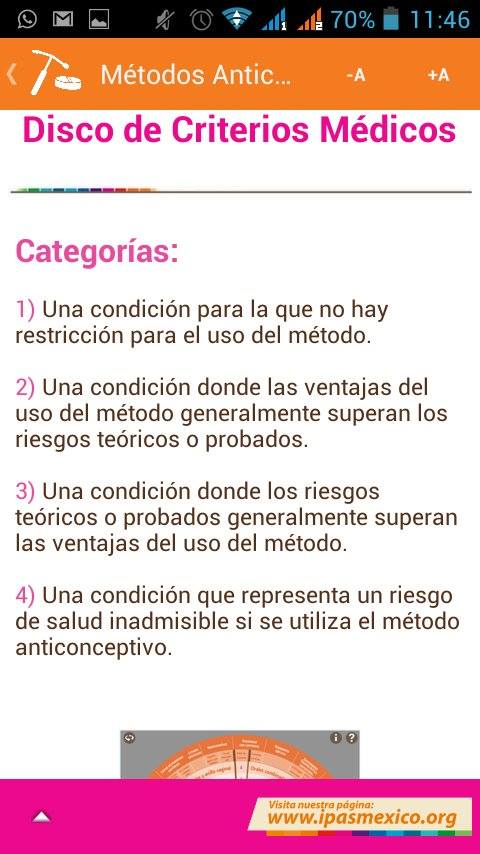 1
2
70%
11:46
Métodos Antic...
-A
+A
Disco de Criterios Médicos
Categorías:
1) Una condición para la que no hay
restricción para el uso del método.
2) Una condición donde las ventajas del
uso del método generalmente superan los
riesgos teóricos o probados.
3) Una condición donde los riesgos
teóricos o probados generalmente superan
las ventajas del uso del método.
4) Una condición que representa un riesgo
de salud inadmisible si se utiliza el método
anticonceptivo.
Visita nuestra página:
www.ipasmexico.org